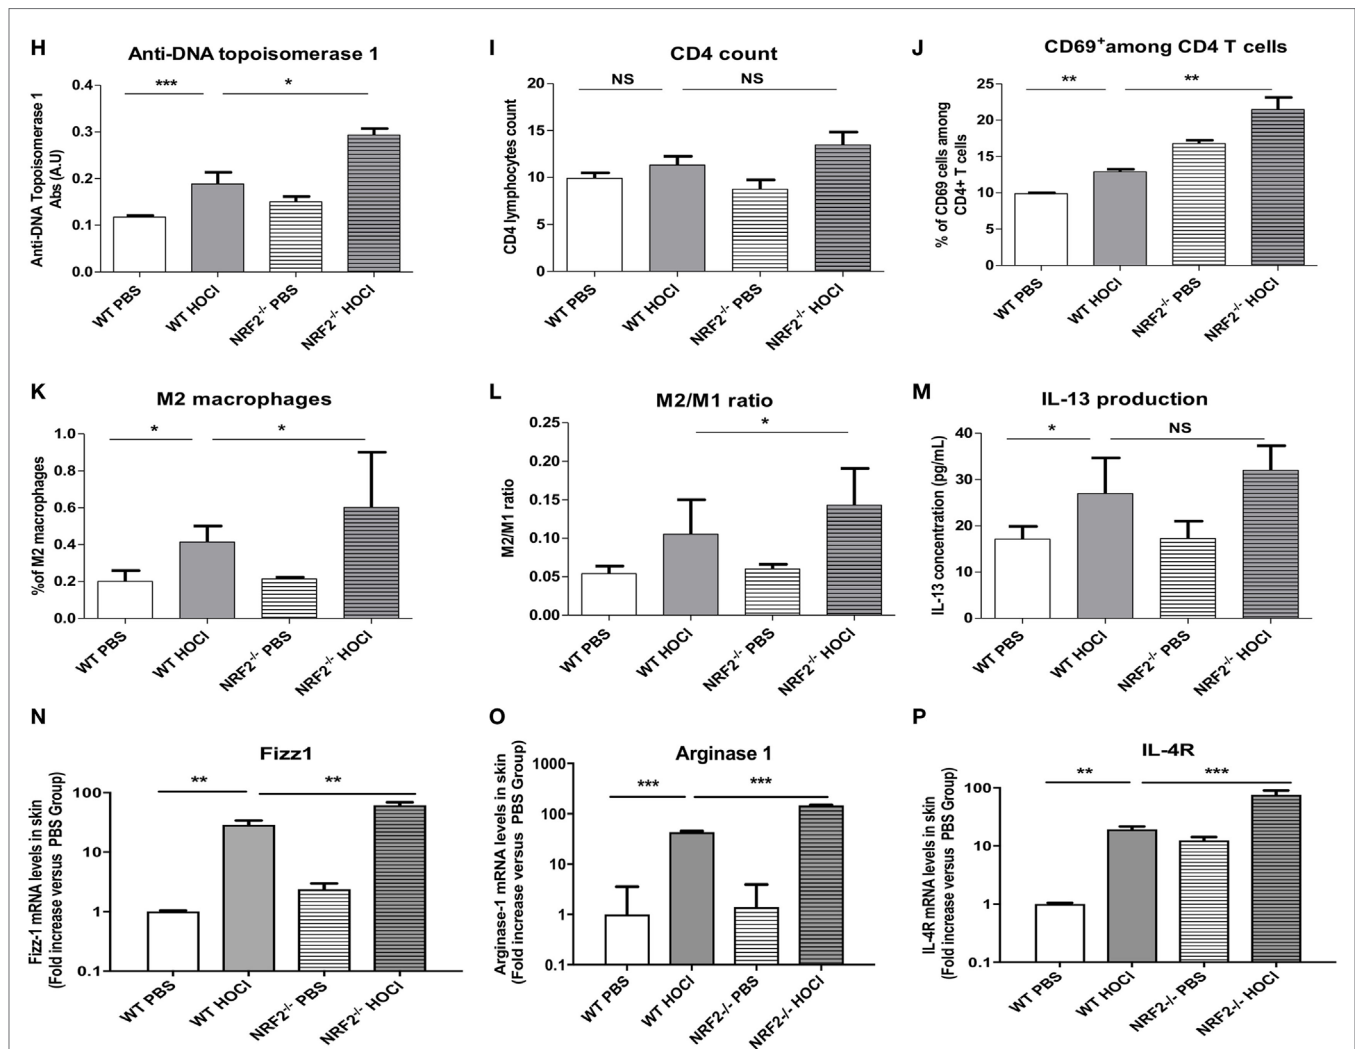 H
Anti-DNA topoisomerase 1
Anti-DNA Topoisomerase 1
Abs (A.U)
0.4
0.3
0.2
0.1
0.0
***
*
WT PBS
WT HOCl
NRF2-/- PBS
NRF2-/- HOCl
I
CD4 count
CD4 lymphocytes count
20
15
10
5
0
NS
NS
WT PBS
WT HOCl
NRF2-/- PBS
NRF2-/- HOCl
J
CD69+among CD4 T cells
% of CD69 cells among
CD4+ T cells
25
20
15
10
5
0
**
**
WT PBS
WT HOCl
NRF2-/- PBS
NRF2-/- HOCl
K
M2 macrophages
%of M2 macrophages
1.0
0.8
0.6
0.4
0.2
0.0
*
*
WT PBS
WT HOCl
NRF2-/- PBS
NRF2-/- HOCl
L
M2/M1 ratio
M2/M1 ratio
0.25
0.20
0.15
0.10
0.05
0.00
*
WT PBS
WT HOCl
NRF2-/- PBS
NRF2-/- HOCl
M
IL-13 production
IL-13 concentration (pg/mL)
40
30
20
10
0
*
NS
WT PBS
WT HOCl
NRF2-/- PBS
NRF2-/- HOCl
N
Fizz1
Fizz-1 mRNA levels in skin
(Fold increase versus PBS Group)
100
10
1
0.1
**
**
WT PBS
WT HOCl
NRF2-/- PBS
NRF2-/- HOCl
O
Arginase 1
Arginase-1 mRNA levels in skin
(Fold increase versus PBS Group)
1000
100
10
1
0.1
***
***
WT PBS
WT HOCl
NRF2-/- PBS
NRF2-/- HOCl
P
IL-4R
IL-4R mRNA levels in skin
(Fold increase versus PBS Group)
100
10
1
0.1
**
***
WT PBS
WT HOCl
NRF2-/- PBS
NRF2-/- HOCl